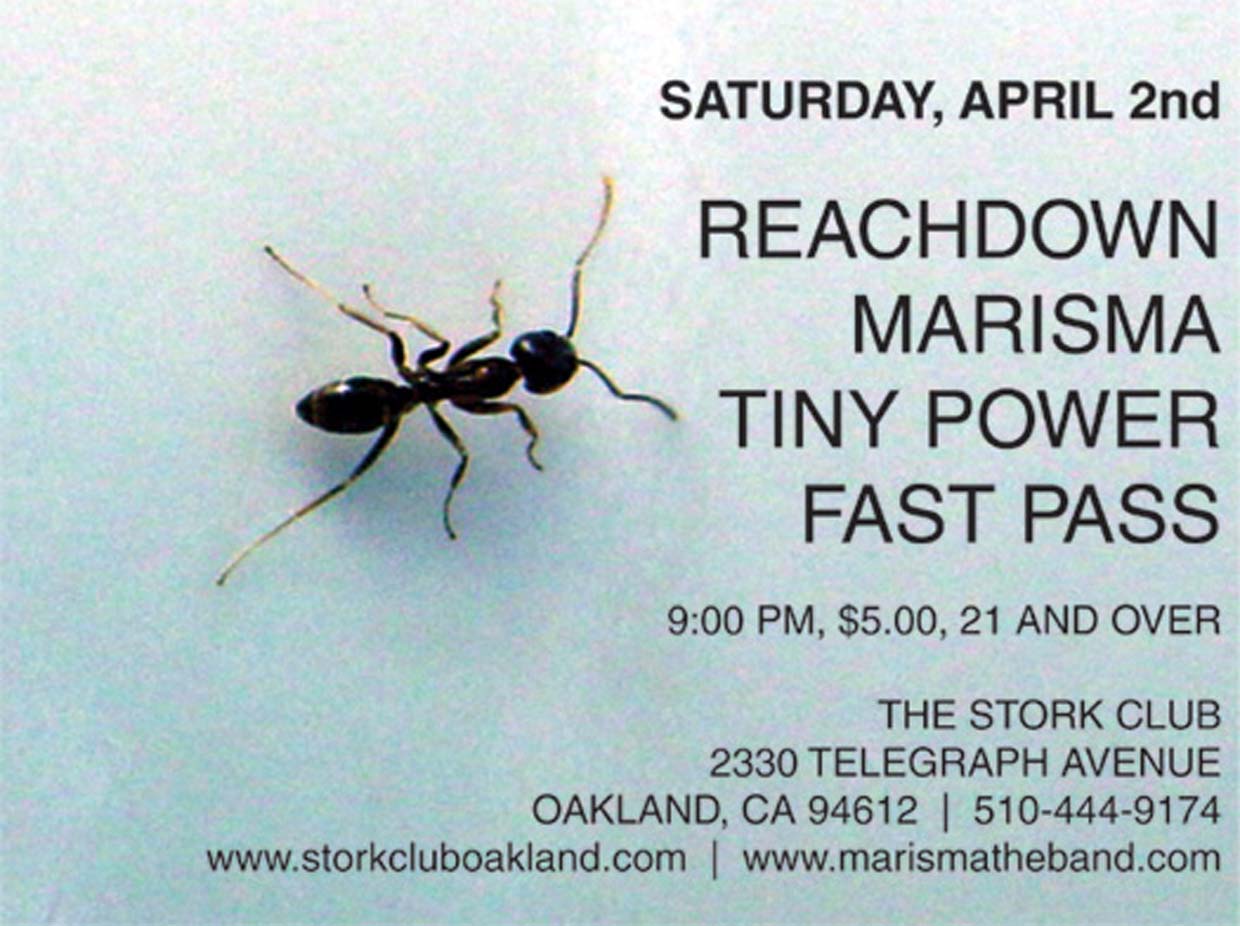 SATURDAY, APRIL 2nd
REACHDOWN
MARISMA
TINY POWER
FAST PASS
9:00 PM, $5.00, 21 AND OVER
THE STORK CLUB
2330 TELEGRAPH AVENUE
OAKLAND, CA 94612 | 510-444-9174
www.storkcluboakland.com | www.marismatheband.com